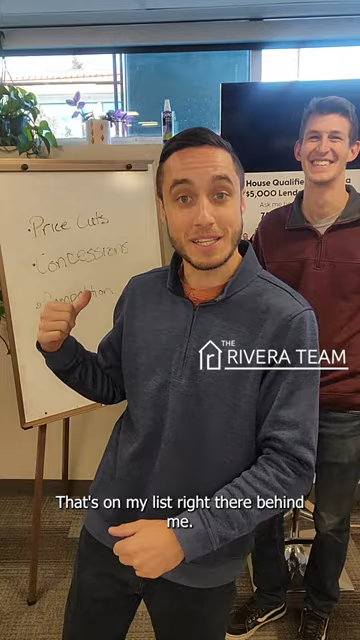 • Price Cuts
• Concessions
• Competition
House Qualifie
$5,000 Lend
Ask me
THE
RIVERA TEAM
That's on my list right there behind
me.